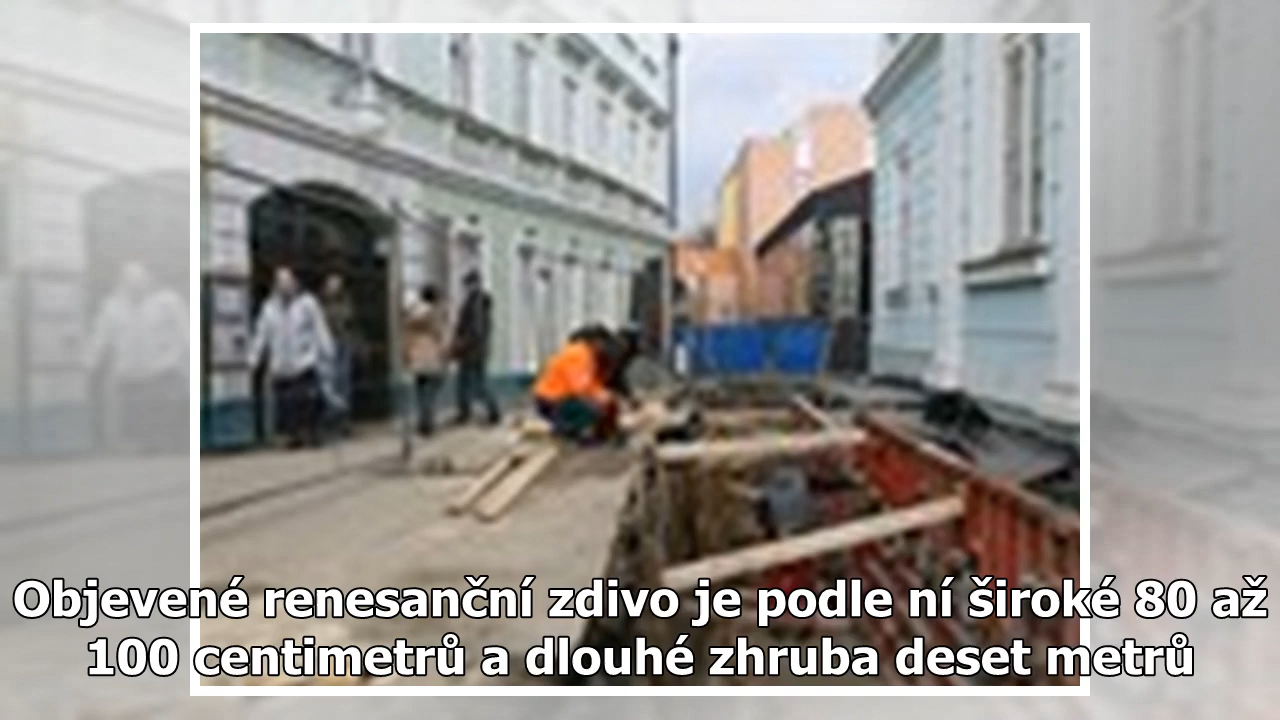 Objevené renesanční zdivo je podle ní široké 80 až
100 centimetrů a dlouhé zhruba deset metrů